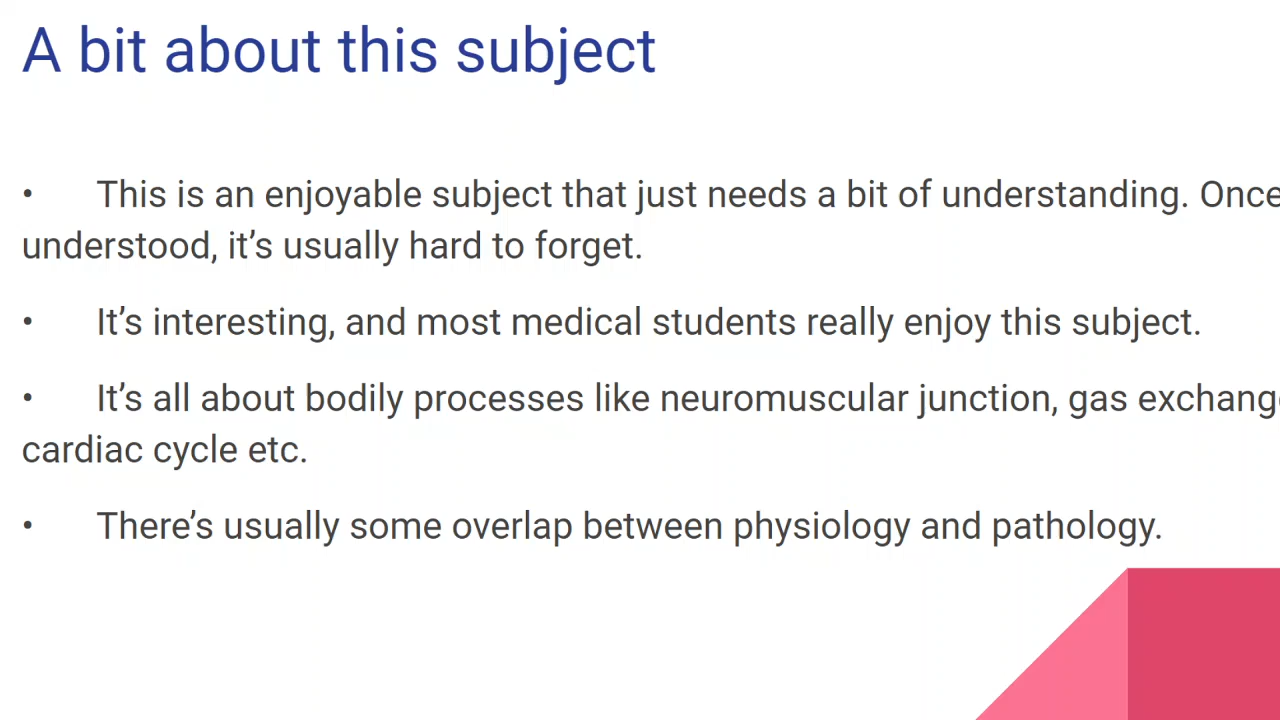 A bit about this subject
• This is an enjoyable subject that just needs a bit of understanding. Once
understood, it’s usually hard to forget.
• It’s interesting, and most medical students really enjoy this subject.
• It’s all about bodily processes like neuromuscular junction, gas exchange
cardiac cycle etc.
• There’s usually some overlap between physiology and pathology.